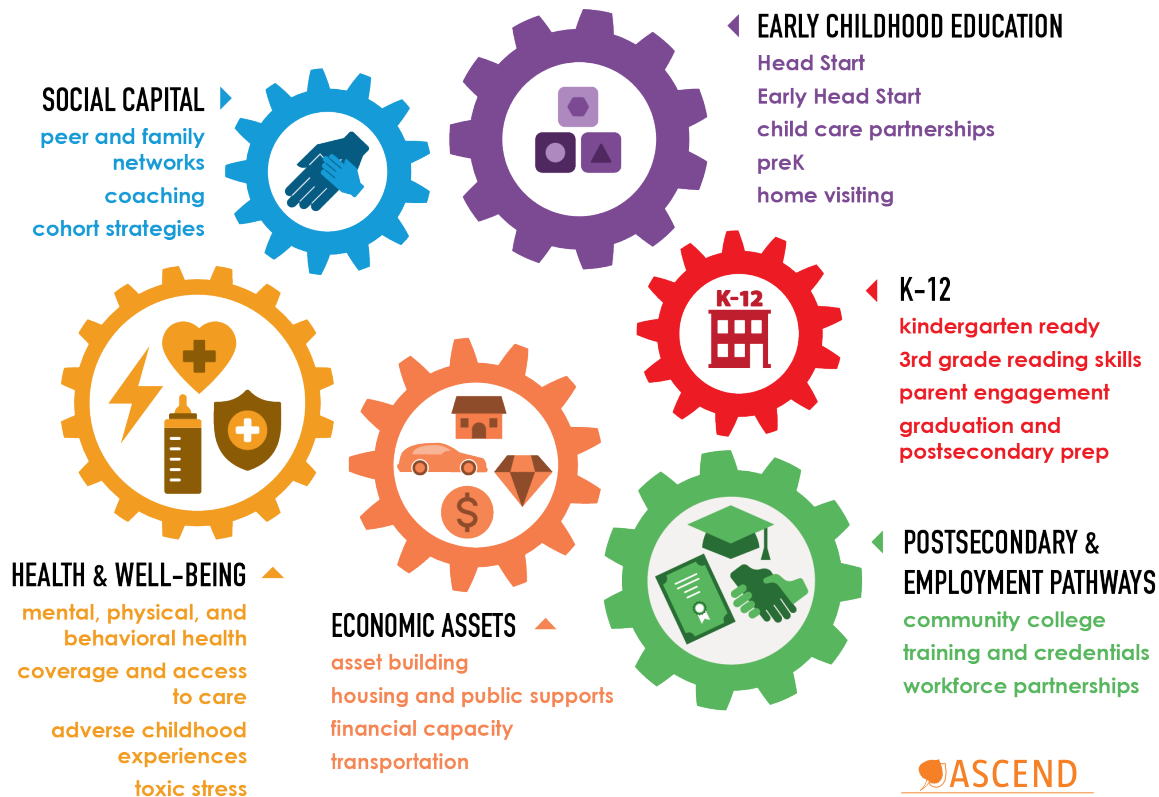 SOCIAL CAPITAL
peer and family
networks
coaching
cohort strategies
EARLY CHILDHOOD EDUCATION
Head Start
Early Head Start
child care partnerships
preK
home visiting
K-12
K-12
kindergarten ready
3rd grade reading skills
parent engagement
graduation and
postsecondary prep
HEALTH & WELL-BEING
mental, physical, and
behavioral health
coverage and access
to care
adverse childhood
experiences
toxic stress
$
ECONOMIC ASSETS
asset building
housing and public supports
financial capacity
transportation
POSTSECONDARY &
EMPLOYMENT PATHWAYS
community college
training and credentials
workforce partnerships
ASCEND